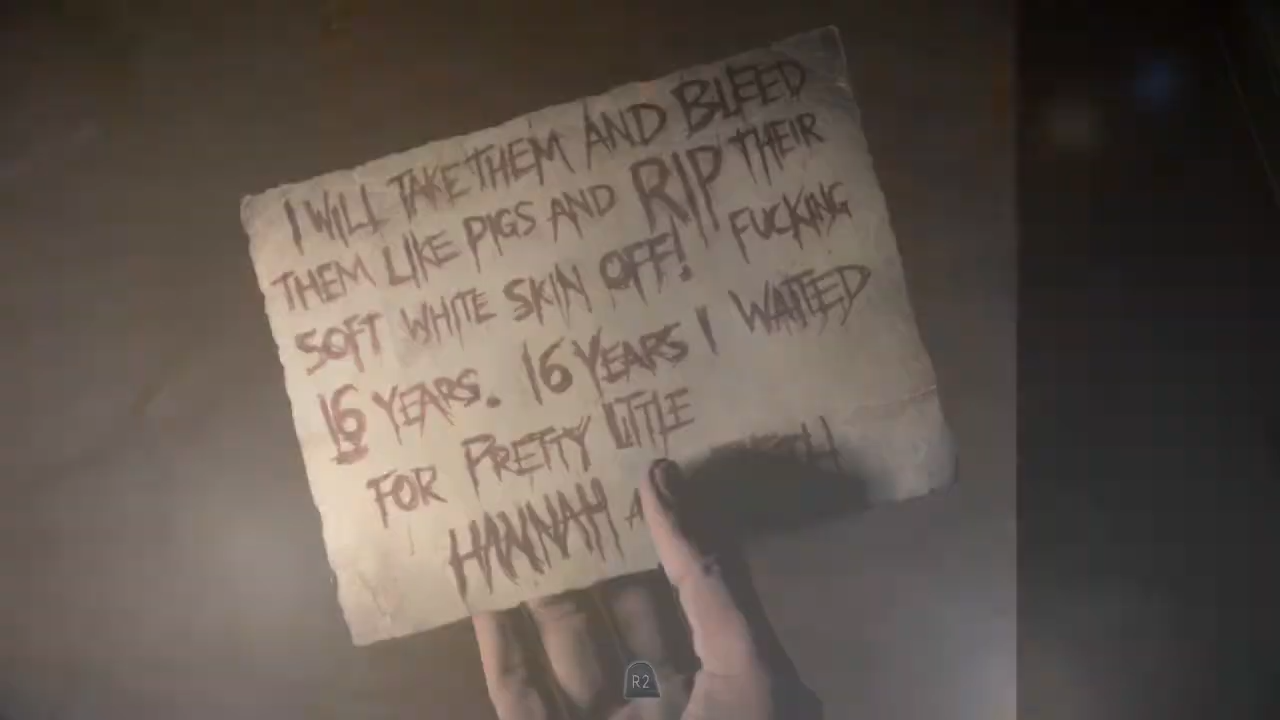 I WILL TAKE THEM AND BLEED
THEM LIKE PIGS AND RIP THEIR
SOFT WHITE SKIN OFF! FUCKING
16 YEARS. 16 YEARS I WAITED
FOR PRETTY LITTLE
HANNAH
R2